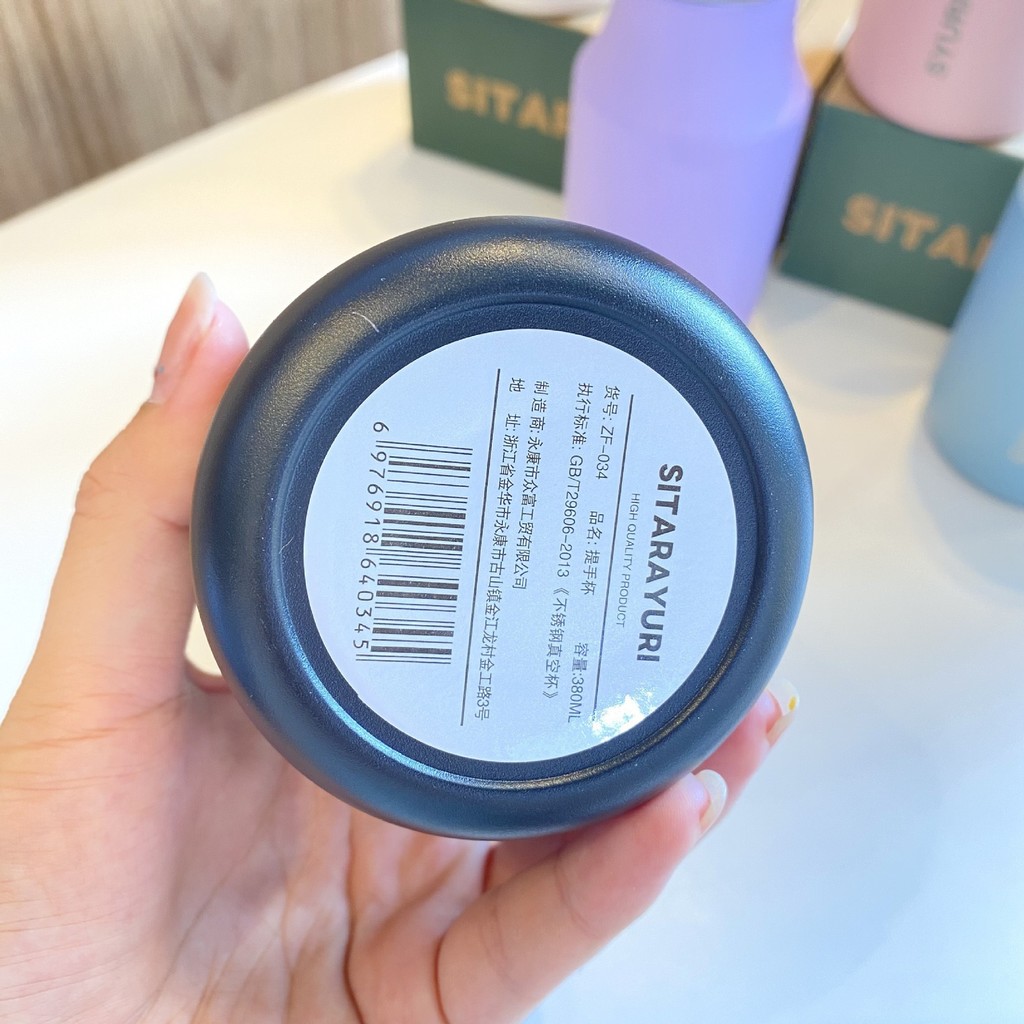 SITARAYURI
HIGH QUALITY PRODUCT
货号: ZF-034 品名: 提手杯 容量:380ML
执行标准: GB/T29606-2013 《不锈钢真空杯》
制造商: 永康市众富工贸有限公司
地 址: 浙江省金华市永康市古山镇金江龙村金工路3号
6 976918 640345
SITAR
SITAR